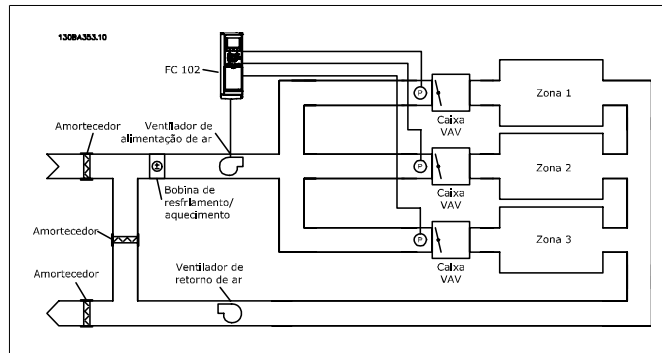 130BA353.10
FC 102
Amortecedor
Ventilador de
alimentação de ar
Bobina de
resfriamento/
aquecimento
Amortecedor
Amortecedor
Ventilador de
retorno de ar
P
Caixa
VAV
Zona 1
P
Caixa
VAV
Zona 2
P
Caixa
VAV
Zona 3